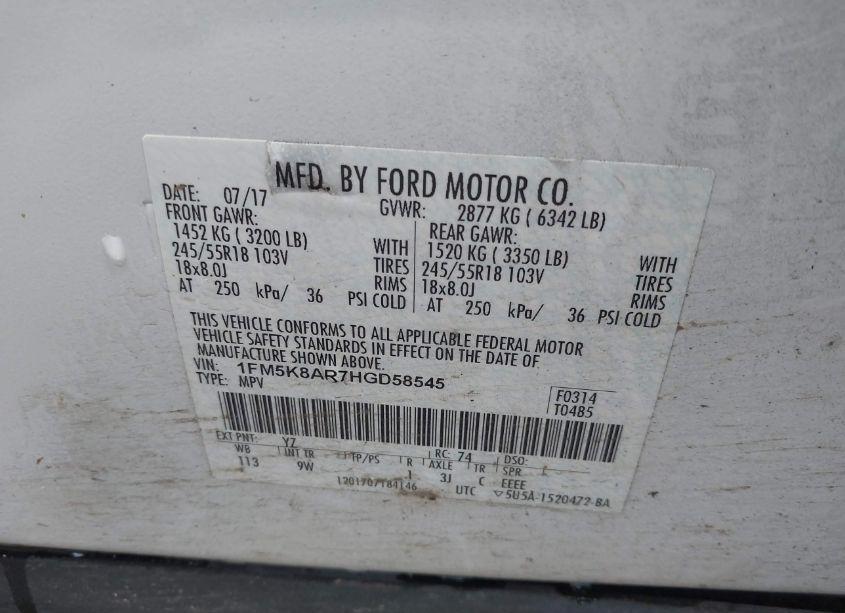 MFD. BY FORD MOTOR CO.
DATE: 07/17 GVWR: 2877 KG ( 6342 LB)
FRONT GAWR: REAR GAWR:
1452 KG ( 3200 LB) WITH 1520 KG ( 3350 LB) WITH
245/55R18 103V TIRES 245/55R18 103V TIRES
18x8.0J RIMS 18x8.0J RIMS
AT 250 kPa/ 36 PSI COLD AT 250 kPa/ 36 PSI COLD
THIS VEHICLE CONFORMS TO ALL APPLICABLE FEDERAL MOTOR
VEHICLE SAFETY STANDARDS IN EFFECT ON THE DATE OF
MANUFACTURE SHOWN ABOVE.
VIN: 1FM5K8AR7HGD58545
TYPE: MPV
F0314
T0485
EXT PNT: YZ RC: 74 DSO:
WB INT TR TP/PS R AXLE TR SPR
113 9W 1 3J C EEEE
UTC ▽5U5A-1520472-BA